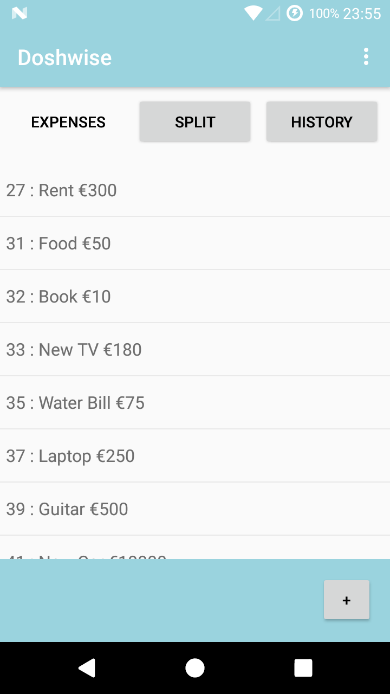 100% 23:55
Doshwise
EXPENSES SPLIT HISTORY
27 : Rent €300
31 : Food €50
32 : Book €10
33 : New TV €180
35 : Water Bill €75
37 : Laptop €250
39 : Guitar €500
+